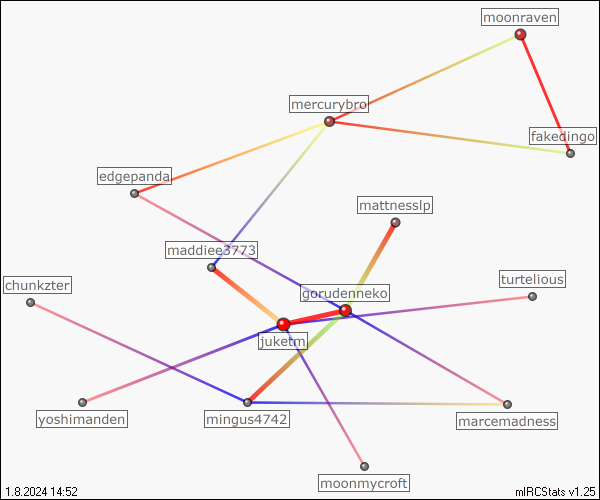 moonraven
mercurybro
fakedingo
edgepanda
mattnesslp
maddiee3773
turtelious
chunkzter
gorudenneko
juketm
yoshimanden
mingus4742
marcemadness
moonmycroft
1.8.2024 14:52
mIRCStats v1.25